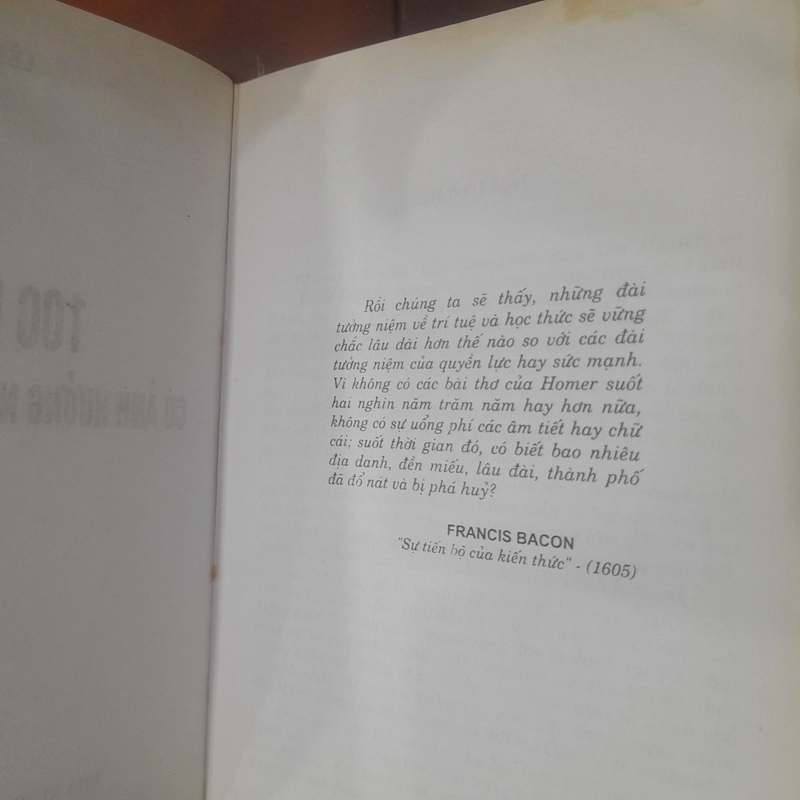 Rồi chúng ta sẽ thấy, những đài
tưởng niệm về trí tuệ và học thức sẽ vững
chắc lâu dài hơn thế nào so với các đài
tưởng niệm của quyền lực hay sức mạnh.
Vì không có các bài thơ của Homer suốt
hai nghìn năm trăm năm hay hơn nữa,
không có sự uổng phí các âm tiết hay chữ
cái; suốt thời gian đó, có biết bao nhiêu
địa danh, đền miếu, lâu đài, thành phố
đã đổ nát và bị phá huỷ?
FRANCIS BACON
"Sự tiến bộ của kiến thức" - (1605)